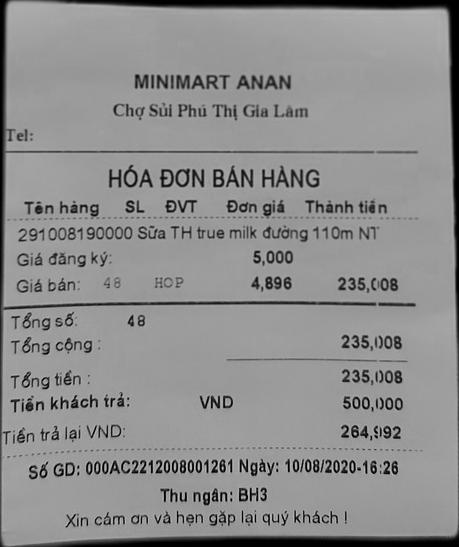 MINIMART ANAN
Chợ Sủi Phú Thị Gia Lâm
Tel:
HÓA ĐƠN BÁN HÀNG
Tên hàng SL ĐVT Đơn giá Thành tiền
291008190000 Sữa TH true milk đường 110m NT
Giá đăng ký: 5,000
Giá bán: 48 HOP 4,896 235,008
Tổng số: 48
Tổng cộng : 235,008
Tổng tiền : 235,008
Tiền khách trả: VND 500,000
Tiền trả lại VND: 264,992
Số GD: 000AC2212008001261 Ngày: 10/08/2020-16:26
Thu ngân: BH3
Xin cám ơn và hẹn gặp lại quý khách !